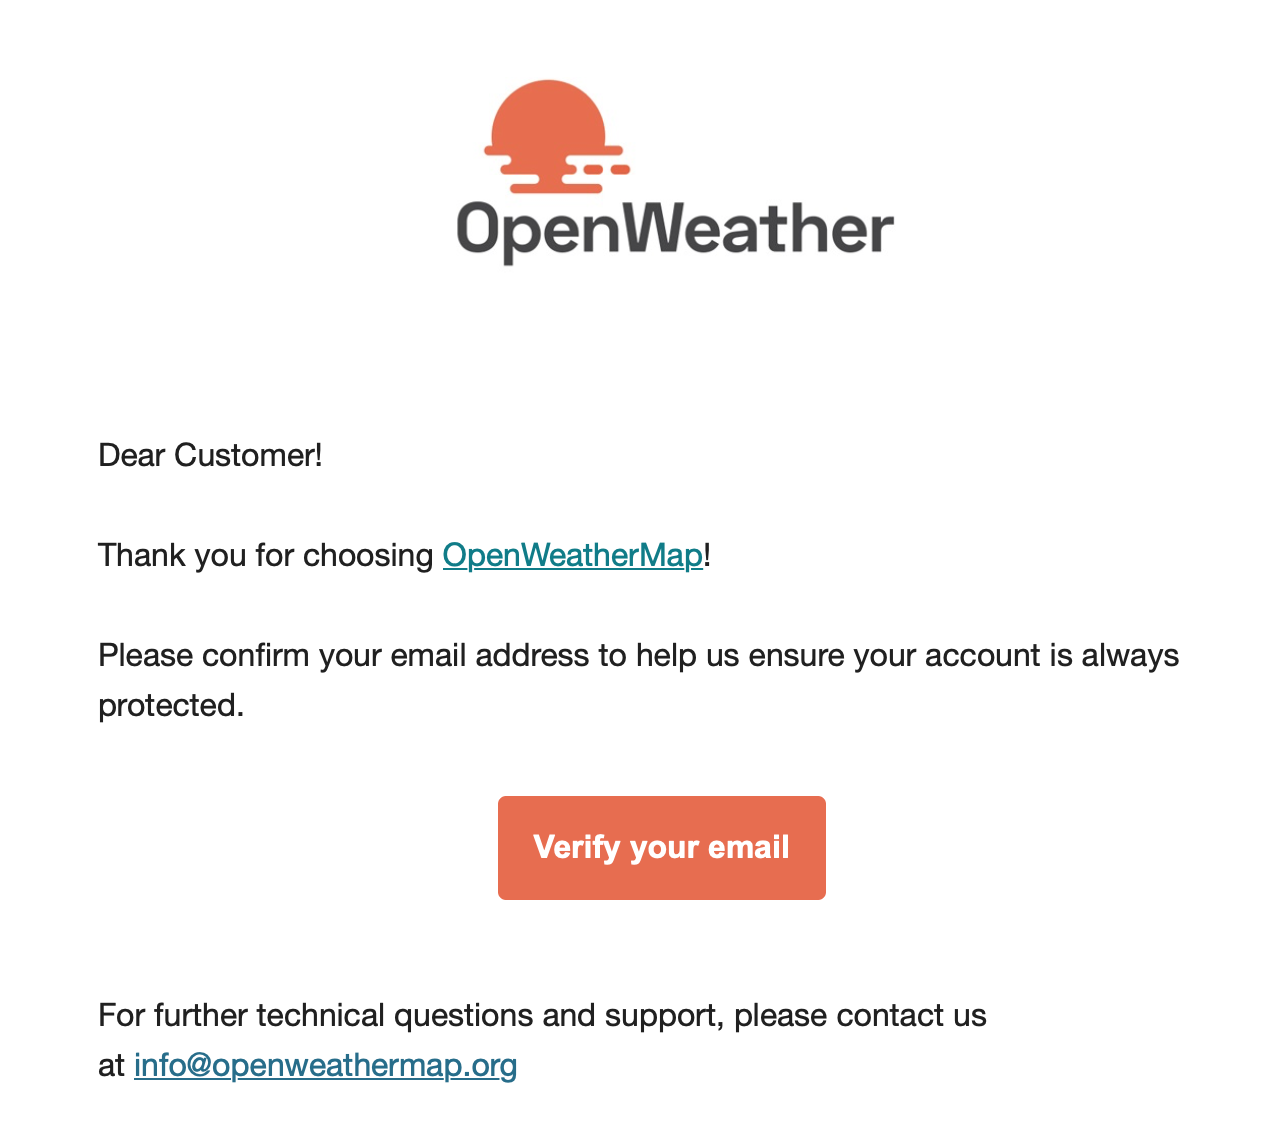 OpenWeather
Dear Customer!
Thank you for choosing OpenWeatherMap!
Please confirm your email address to help us ensure your account is always
protected.
Verify your email
For further technical questions and support, please contact us
at info@openweathermap.org